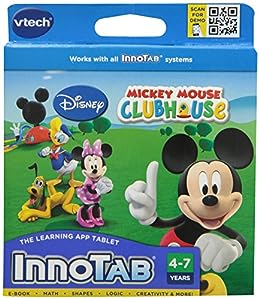 vtech
SCAN
FOR
DEMO
Works with all InnoTAB systems
Disney
MICKEY MOUSE
CLUBHOUSE
THE LEARNING APP TABLET
INNOTAB
4-7
YEARS
E-BOOK • MATH • SHAPES • LOGIC • CREATIVITY & MORE!